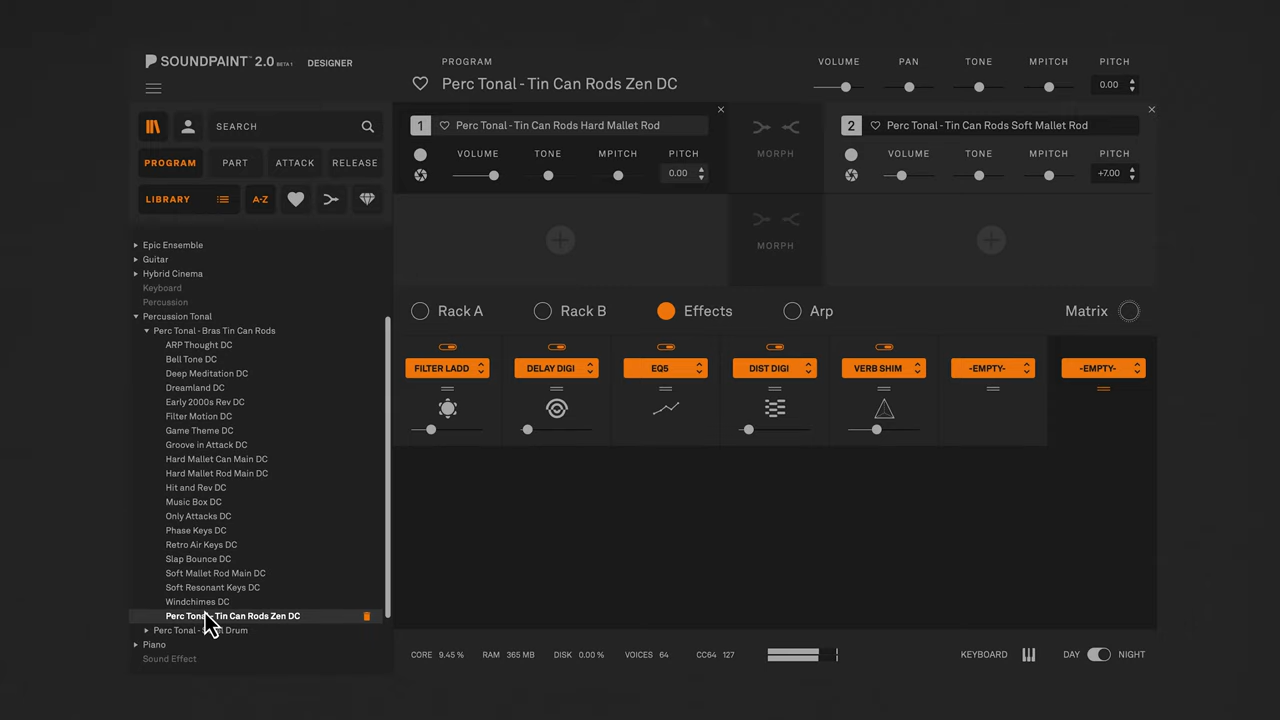 SOUNDPAINT™ 2.0 BETA 1 DESIGNER
PROGRAM
Perc Tonal - Tin Can Rods Zen DC
VOLUME PAN TONE MPITCH PITCH
0.00
SEARCH
PROGRAM PART ATTACK RELEASE
LIBRARY A-Z
Epic Ensemble
Guitar
Hybrid Cinema
Keyboard
Percussion
Percussion Tonal
Perc Tonal - Bras Tin Can Rods
ARP Thought DC
Bell Tone DC
Deep Meditation DC
Dreamland DC
Early 2000s Rev DC
Filter Motion DC
Game Theme DC
Groove in Attack DC
Hard Mallet Can Main DC
Hard Mallet Rod Main DC
Hit and Rev DC
Music Box DC
Only Attacks DC
Phase Keys DC
Retro Air Keys DC
Slap Bounce DC
Soft Mallet Rod Main DC
Soft Resonant Keys DC
Windchimes DC
Perc Tonal - Tin Can Rods Zen DC
Perc Tonal - Drum
Piano
Sound Effect
1 Perc Tonal - Tin Can Rods Hard Mallet Rod
VOLUME TONE MPITCH PITCH
0.00
MORPH
2 Perc Tonal - Tin Can Rods Soft Mallet Rod
VOLUME TONE MPITCH PITCH
+7.00
MORPH
Rack A Rack B Effects Arp Matrix
FILTER LADD DELAY DIGI EQ5 DIST DIGI VERB SHIM -EMPTY- -EMPTY-
CORE 9.45 % RAM 365 MB DISK 0.00 % VOICES 64 CC64 127 KEYBOARD DAY NIGHT